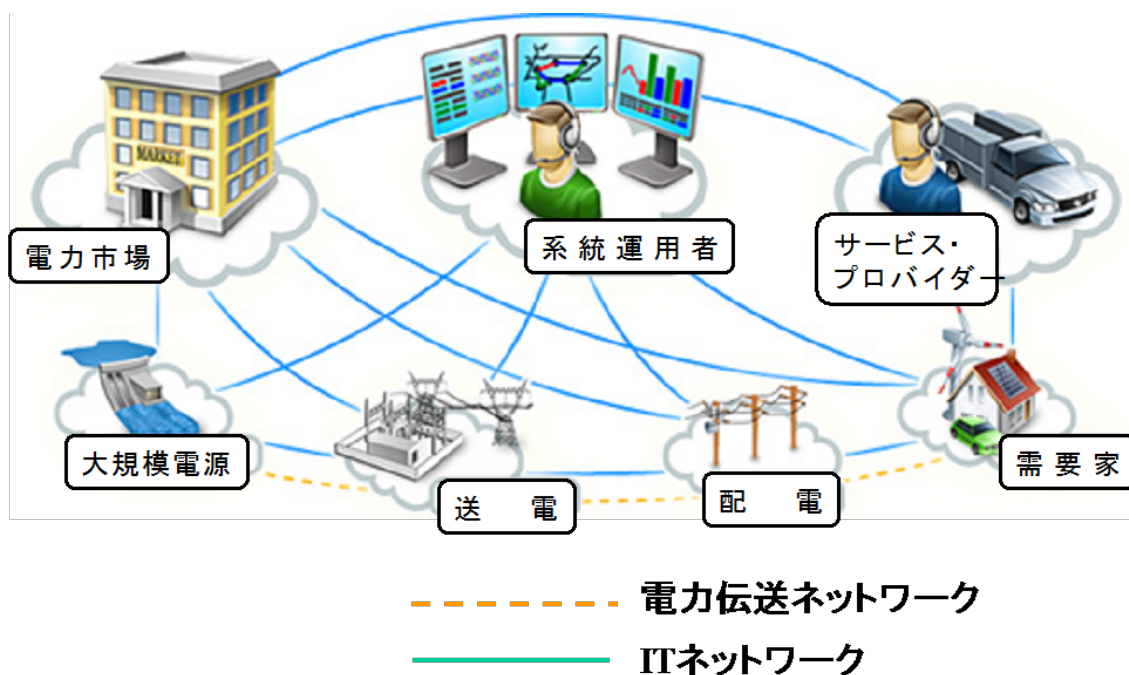 MARKET
電力市場
系統運用者
サービス・
プロバイダー
大規模電源
送電
配電
需要家
電力伝送ネットワーク
ITネットワーク